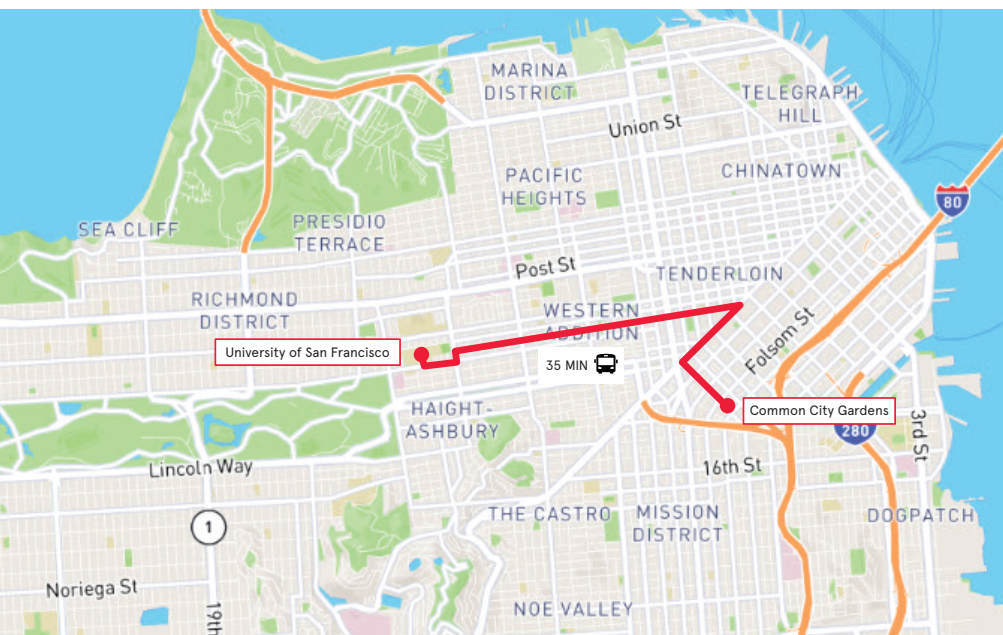 MARINA
DISTRICT
TELEGRAPH
HILL
Union St
CHINATOWN
PACIFIC
HEIGHTS
80
SEA CLIFF
PRESIDIO
TERRACE
Post St
TENDERLOIN
RICHMOND
DISTRICT
WESTERN
ADDITION
Folsom St
University of San Francisco
35 MIN
Common City Gardens
HAIGHT-
ASHBURY
280
3rd St
Lincoln Way
16th St
1
THE CASTRO
MISSION
DISTRICT
DOGPATCH
Noriega St
19th
NOE VALLEY